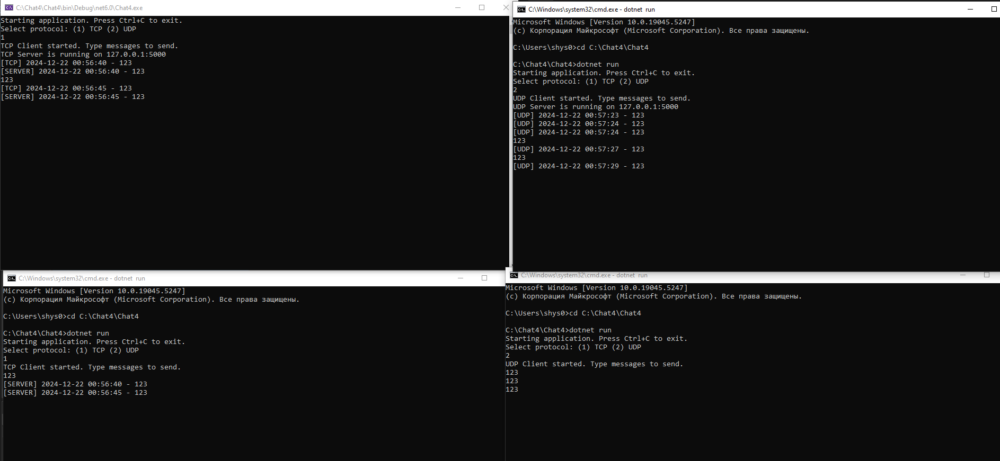 C:\Chat4\Chat4\bin\Debug\net6.0\Chat4.exe
Starting application. Press Ctrl+C to exit.
Select protocol: (1) TCP (2) UDP
1
TCP Client started. Type messages to send.
TCP Server is running on 127.0.0.1:5000
[TCP] 2024-12-22 00:56:40 - 123
[SERVER] 2024-12-22 00:56:40 - 123
123
[TCP] 2024-12-22 00:56:45 - 123
[SERVER] 2024-12-22 00:56:45 - 123
C:\Windows\system32\cmd.exe - dotnet run
Microsoft Windows [Version 10.0.19045.5247]
(c) Корпорация Майкрософт (Microsoft Corporation). Все права защищены.
C:\Users\shys0>cd C:\Chat4\Chat4
C:\Chat4\Chat4>dotnet run
Starting application. Press Ctrl+C to exit.
Select protocol: (1) TCP (2) UDP
2
UDP Client started. Type messages to send.
UDP Server is running on 127.0.0.1:5000
[UDP] 2024-12-22 00:57:23 - 123
[UDP] 2024-12-22 00:57:24 - 123
[UDP] 2024-12-22 00:57:24 - 123
123
[UDP] 2024-12-22 00:57:27 - 123
123
[UDP] 2024-12-22 00:57:29 - 123
C:\Windows\system32\cmd.exe - dotnet run
Microsoft Windows [Version 10.0.19045.5247]
(c) Корпорация Майкрософт (Microsoft Corporation). Все права защищены.
C:\Users\shys0>cd C:\Chat4\Chat4
C:\Chat4\Chat4>dotnet run
Starting application. Press Ctrl+C to exit.
Select protocol: (1) TCP (2) UDP
1
TCP Client started. Type messages to send.
123
[SERVER] 2024-12-22 00:56:40 - 123
[SERVER] 2024-12-22 00:56:45 - 123
C:\Windows\system32\cmd.exe - dotnet run
Microsoft Windows [Version 10.0.19045.5247]
(c) Корпорация Майкрософт (Microsoft Corporation). Все права защищены.
C:\Users\shys0>cd C:\Chat4\Chat4
C:\Chat4\Chat4>dotnet run
Starting application. Press Ctrl+C to exit.
Select protocol: (1) TCP (2) UDP
2
UDP Client started. Type messages to send.
123
123
123